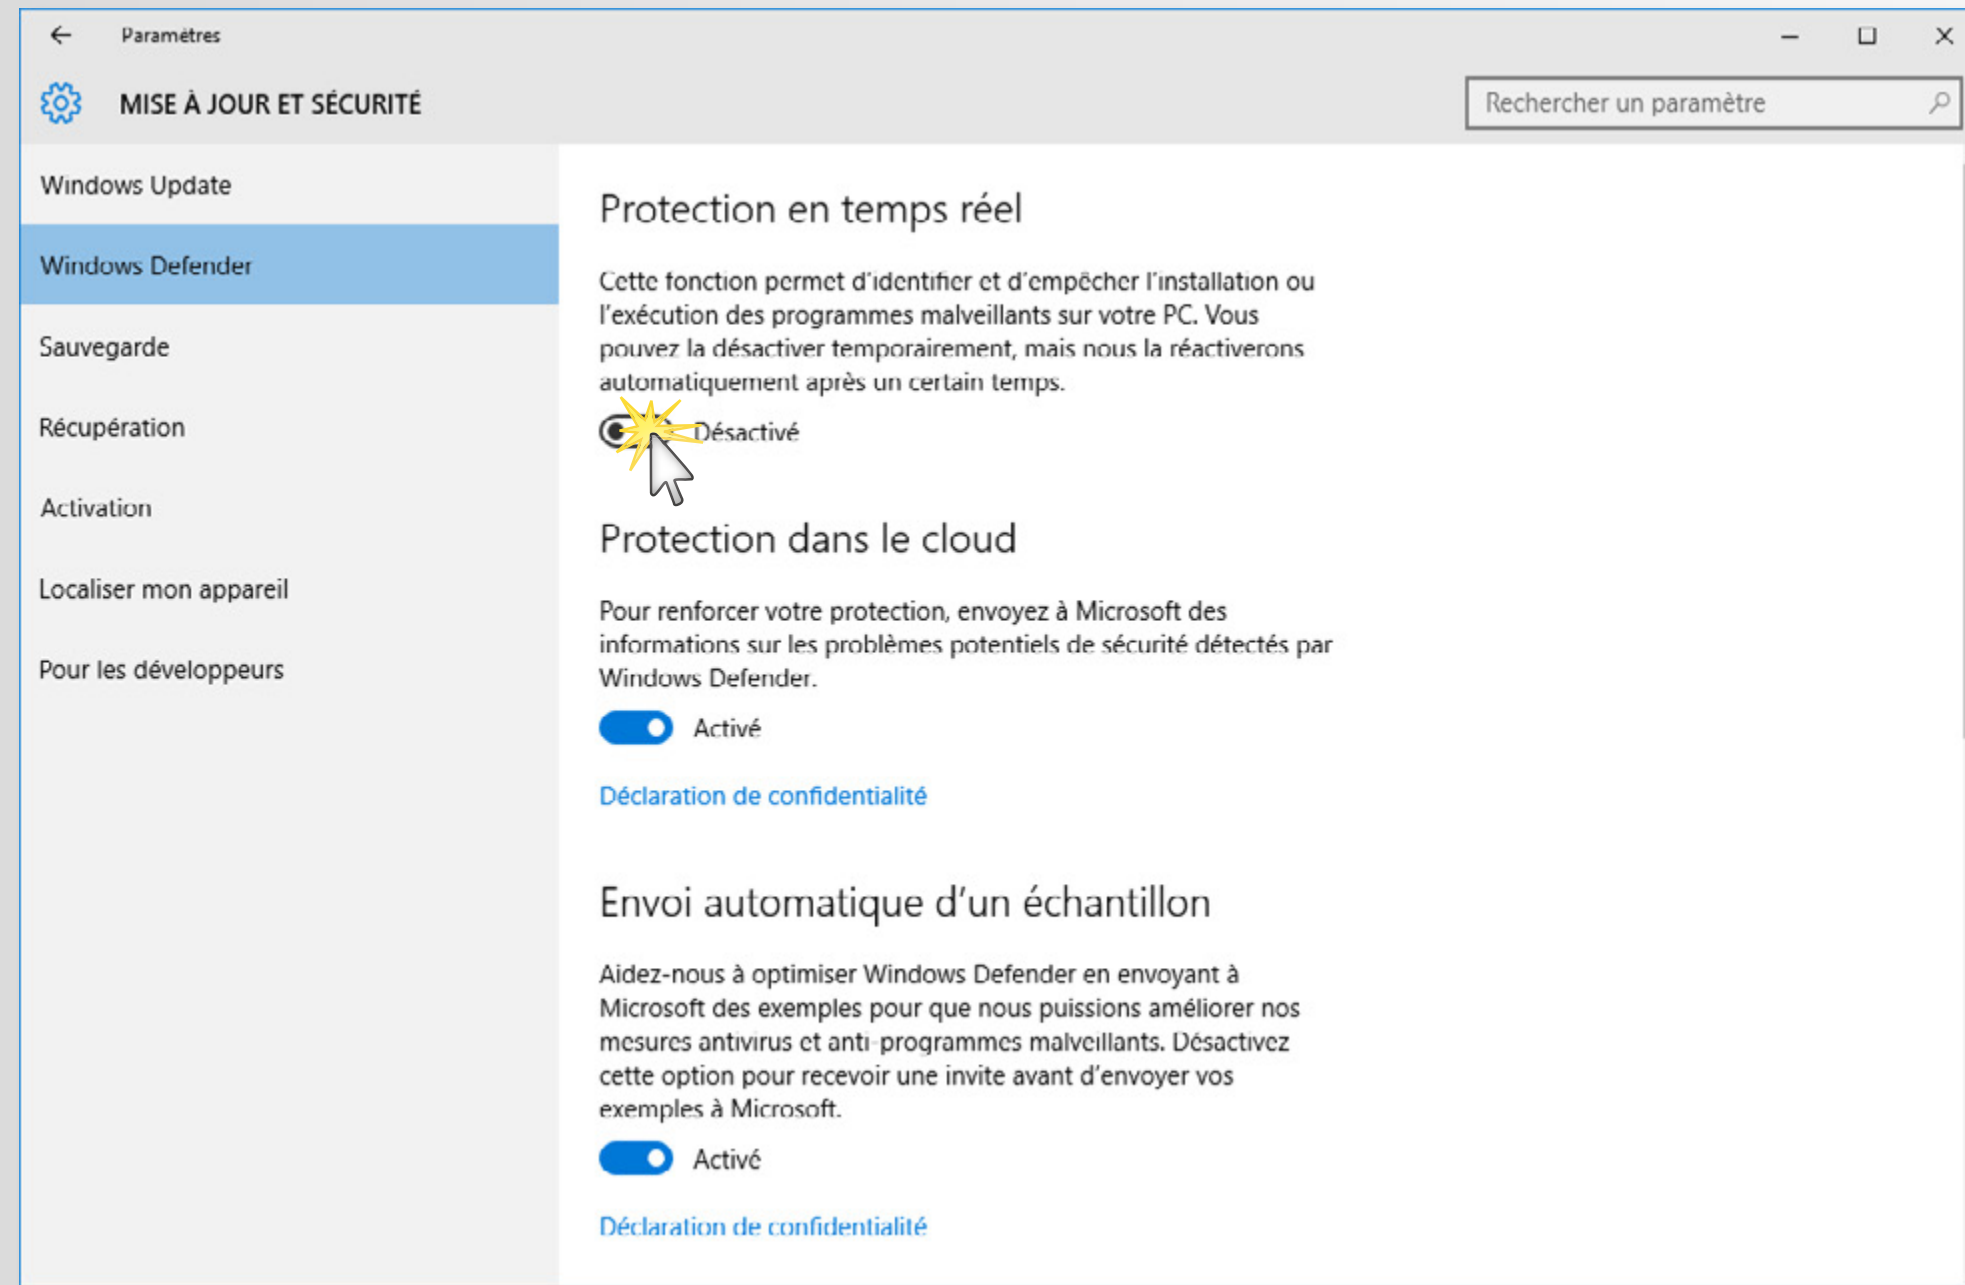 Paramètres
MISE À JOUR ET SÉCURITÉ
Rechercher un paramètre
Windows Update
Windows Defender
Sauvegarde
Récupération
Activation
Localiser mon appareil
Pour les développeurs
Protection en temps réel
Cette fonction permet d'identifier et d'empêcher l'installation ou
l'exécution des programmes malveillants sur votre PC. Vous
pouvez la désactiver temporairement, mais nous la réactiverons
automatiquement après un certain temps.
Désactivé
Protection dans le cloud
Pour renforcer votre protection, envoyez à Microsoft des
informations sur les problèmes potentiels de sécurité détectés par
Windows Defender.
Activé
Déclaration de confidentialité
Envoi automatique d'un échantillon
Aidez-nous à optimiser Windows Defender en envoyant à
Microsoft des exemples pour que nous puissions améliorer nos
mesures antivirus et anti-programmes malveillants. Désactivez
cette option pour recevoir une invite avant d'envoyer vos
exemples à Microsoft.
Activé
Déclaration de confidentialité